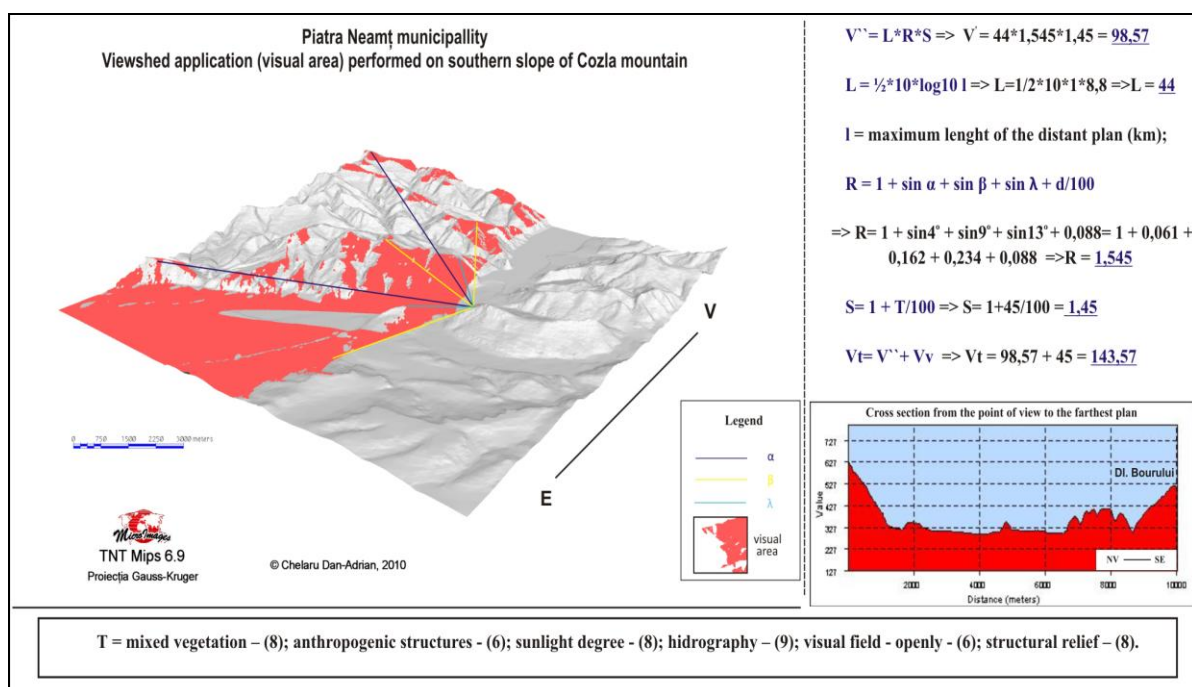 Piatra Neamț municipallity
Viewshed application (visual area) performed on southern slope of Cozla mountain
V
E
0 750 1500 2250 3000 meters
MicroImages
TNT Mips 6.9
Proiecția Gauss-Kruger
© Chelaru Dan-Adrian, 2010
Legend
α
β
λ
visual
area
V``= L*R*S => V' = 44*1,545*1,45 = 98,57
L = ½*10*log10 l => L=1/2*10*1*8,8 =>L = 44
l = maximum lenght of the distant plan (km);
R = 1 + sin α + sin β + sin λ + d/100
=> R= 1 + sin4° + sin9° + sin13° + 0,088= 1 + 0,061 +
0,162 + 0,234 + 0,088 =>R = 1,545
S= 1 + T/100 => S= 1+45/100 = 1,45
Vt= V``+ Vv => Vt = 98,57 + 45 = 143,57
Cross section from the point of view to the farthest plan
727
627
527
427
327
227
127
Value
Dl. Bourului
NV — SE
2000 4000 6000 8000 10000
Distance (meters)
T = mixed vegetation – (8); anthropogenic structures - (6); sunlight degree - (8); hidrography – (9); visual field - openly - (6); structural relief – (8).